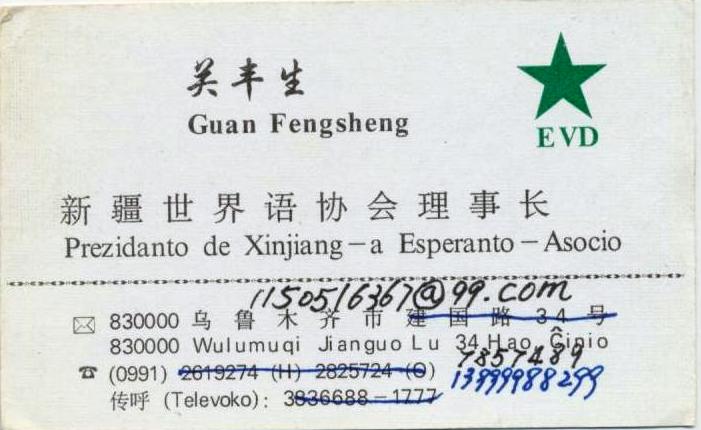 关丰生
Guan Fengsheng
EVD
新疆世界语协会理事长
Prezidanto de Xinjiang-a Esperanto-Asocio
1150516367@99.com
830000 乌鲁木齐市建国路34号
830000 Wulumuqi Jianguo Lu 34 Hao Ĉinio
7857489
(0991) 2619274 (H) 2825724 (O)
13999988299
传呼 (Televoko): 3836688-1777